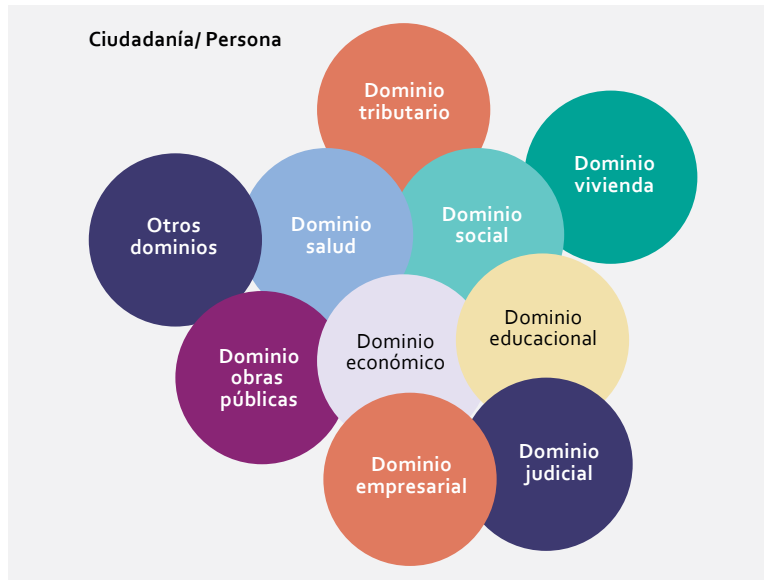 Ciudadanía/ Persona
Dominio
tributario
Dominio
vivienda
Otros
dominios
Dominio
salud
Dominio
social
Dominio
obras
públicas
Dominio
económico
Dominio
educacional
Dominio
empresarial
Dominio
judicial